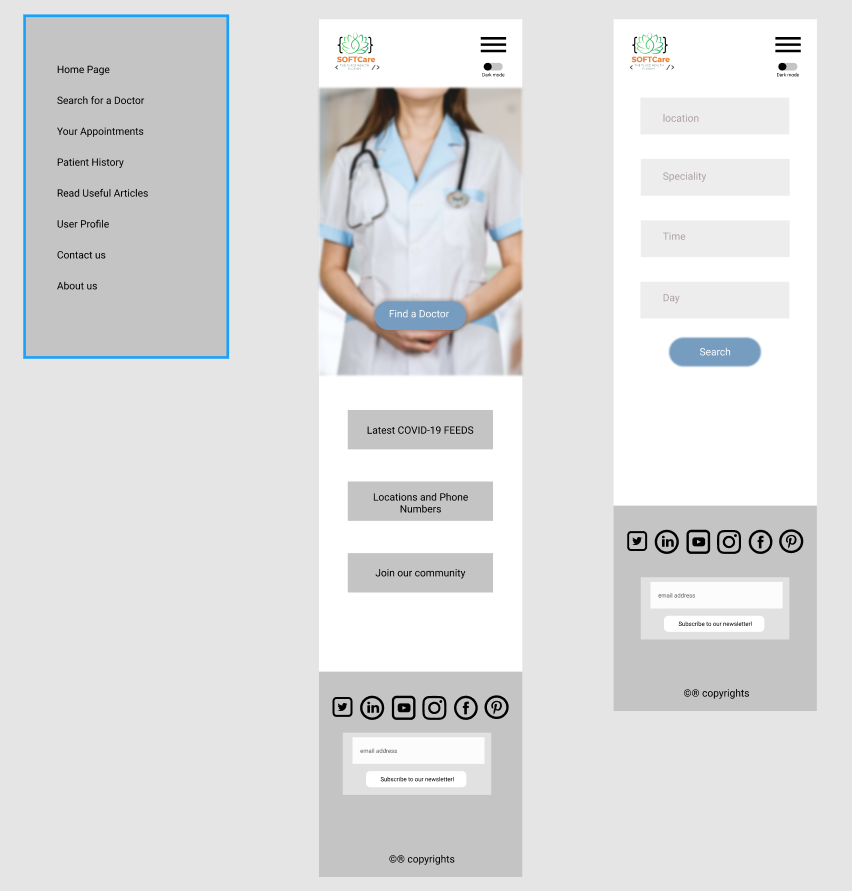 Home Page
Search for a Doctor
Your Appointments
Patient History
Read Useful Articles
User Profile
Contact us
About us
{ }
SOFTCare
< />
Dark mode
Find a Doctor
Latest COVID-19 FEEDS
Locations and Phone
Numbers
Join our community
in
f
email address
Subscribe to our newsletter!
©® copyrights
{ }
SOFTCare
< />
Dark mode
location
Speciality
Time
Day
Search
in
f
email address
Subscribe to our newsletter!
©® copyrights